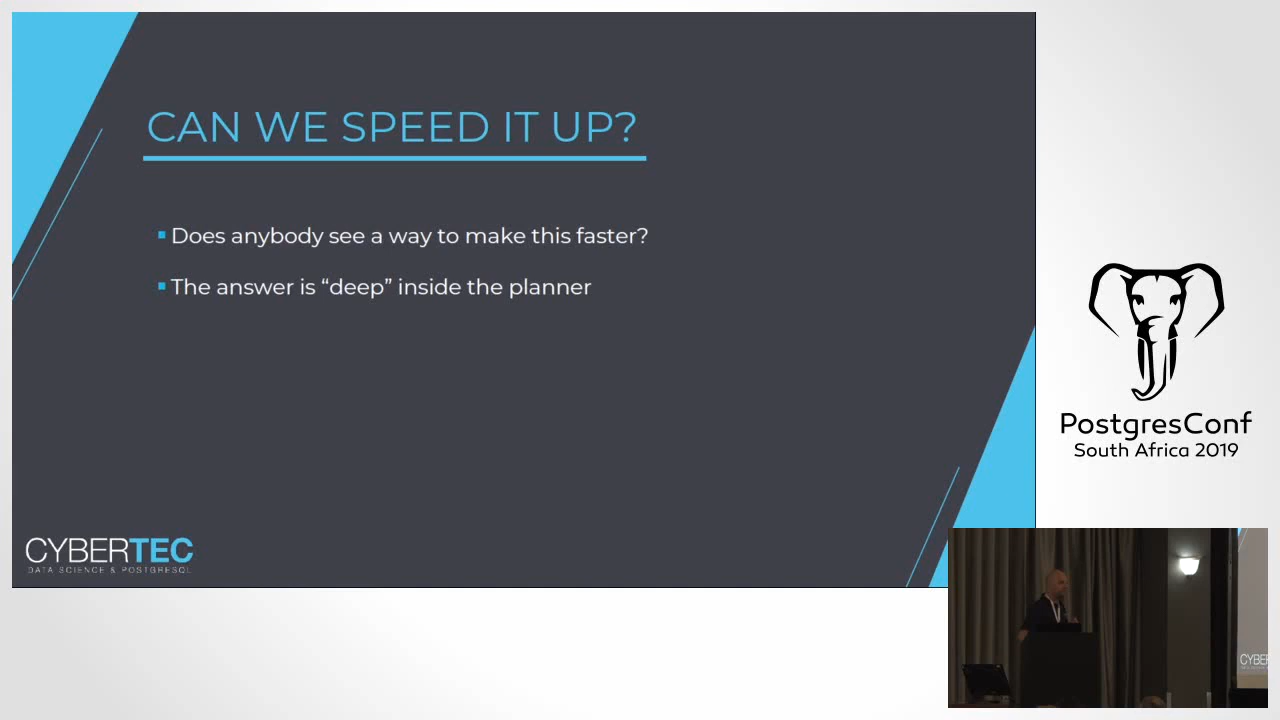 CAN WE SPEED IT UP?
Does anybody see a way to make this faster?
The answer is “deep” inside the planner
CYBERTEC
DATA SCIENCE & POSTGRESQL
PostgresConf
South Africa 2019
CYBE